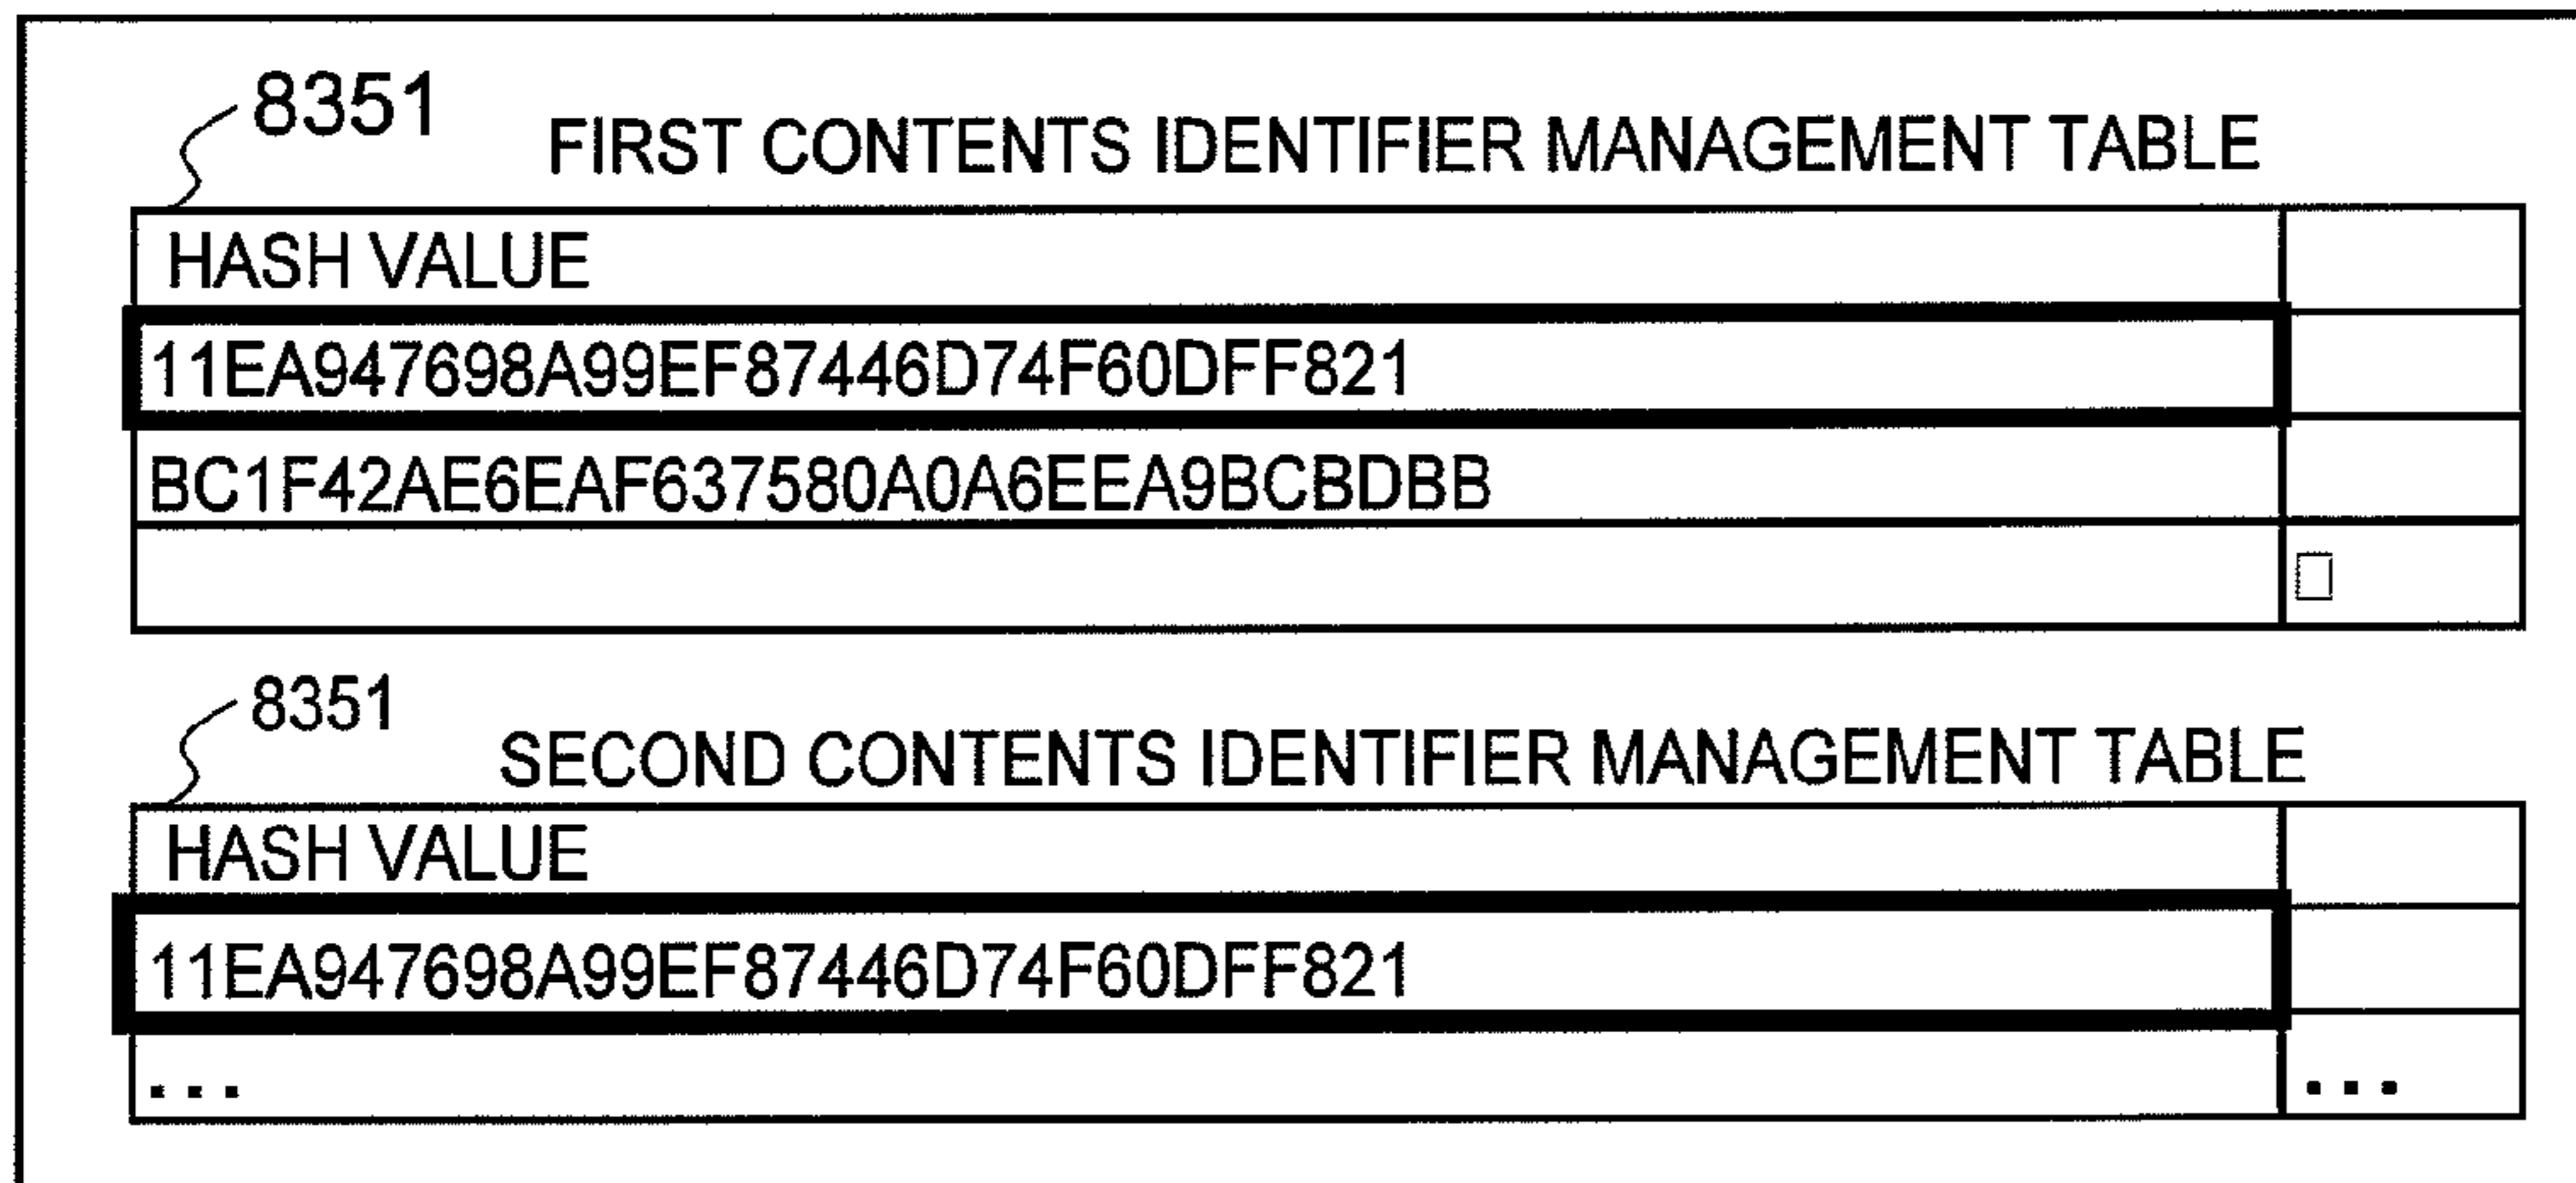 8351
FIRST CONTENTS IDENTIFIER MANAGEMENT TABLE
HASH VALUE
11EA947698A99EF87446D74F60DFF821
BC1F42AE6EAF637580A0A6EEA9BCBDBB
8351
SECOND CONTENTS IDENTIFIER MANAGEMENT TABLE
HASH VALUE
11EA947698A99EF87446D74F60DFF821
... ...